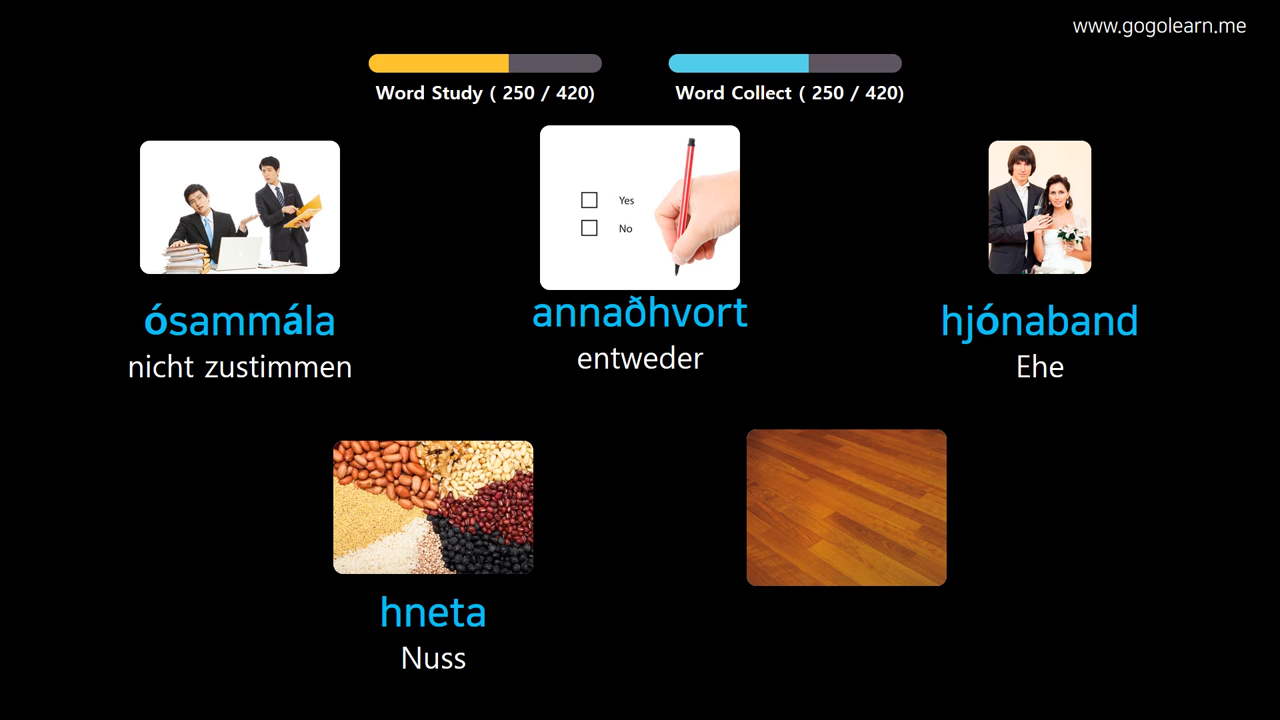 www.gogolearn.me
Word Study ( 250 / 420)
Word Collect ( 250 / 420)
Yes
No
ósammála
nicht zustimmen
annaðhvort
entweder
hjónaband
Ehe
hneta
Nuss